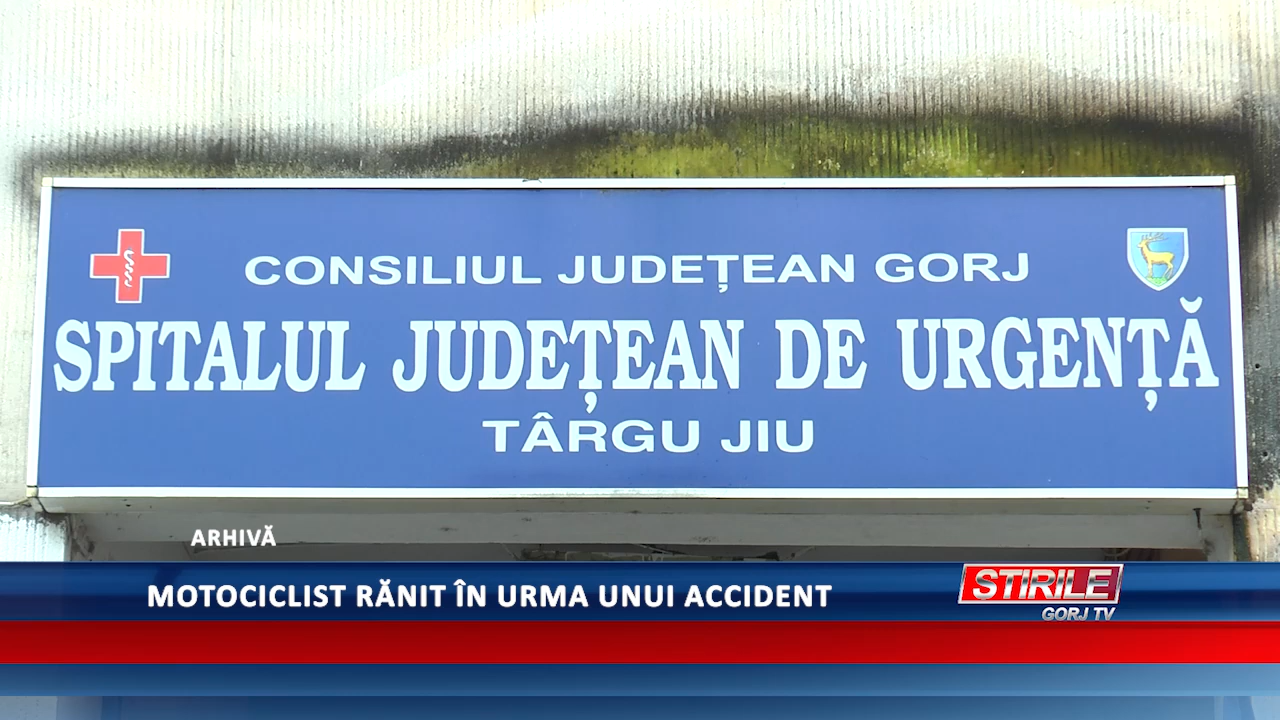 CONSILIUL JUDEȚEAN GORJ
SPITALUL JUDEȚEAN DE URGENȚĂ
TÂRGU JIU
ARHIVĂ
MOTOCICLIST RĂNIT ÎN URMA UNUI ACCIDENT
STIRILE
GORJ TV